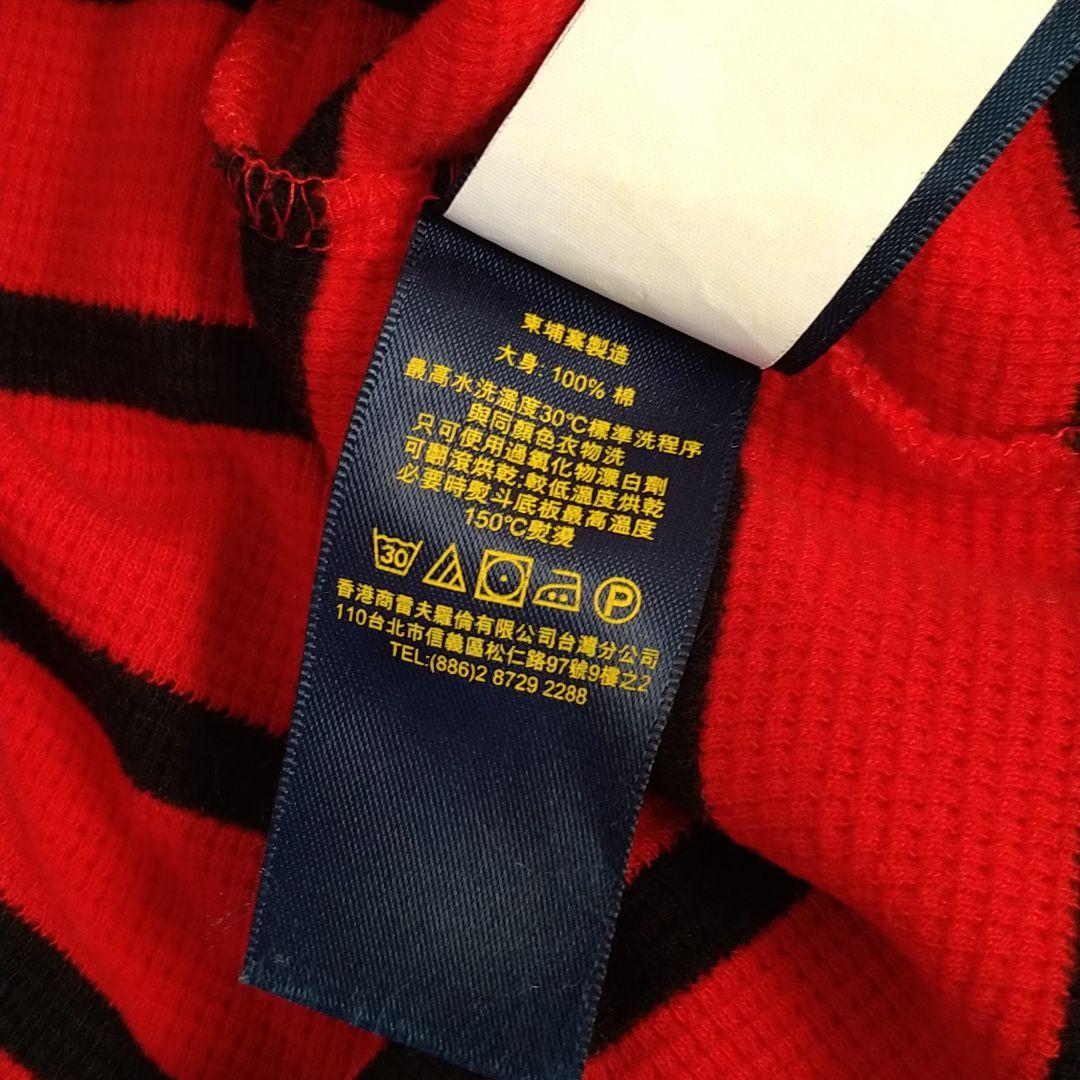 柬埔寨製造
大身: 100% 棉
最高水洗溫度30℃標準洗程序
與同顏色衣物洗
只可使用過氧化物漂白劑
可翻滾烘乾;較低溫度烘乾
必要時熨斗底板最高溫度
150℃熨燙
30 P
香港商雷夫羅倫有限公司台灣分公司
110台北市信義區松仁路97號9樓之2
TEL:(886)2 8729 2288